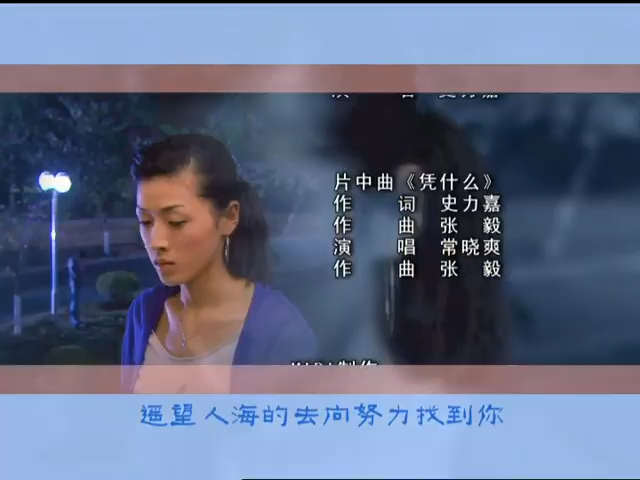 片中曲《凭什么》
作 词 史力嘉
作 曲 张 毅
演 唱 常晓爽
作 曲 张 毅
遥望人海的去向努力找到你